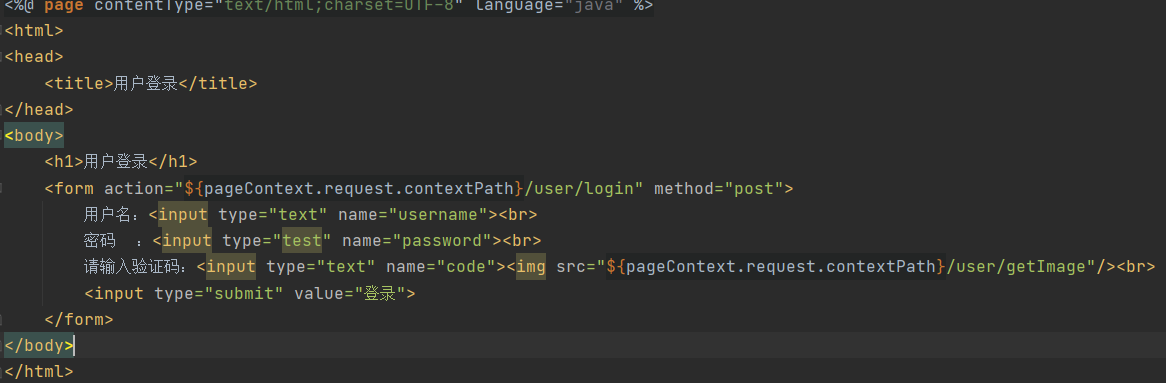 <%@ page contentType="text/html;charset=UTF-8" language="java" %>
<html>
<head>
    <title>用户登录</title>
</head>
<body>
    <h1>用户登录</h1>
    <form action="${pageContext.request.contextPath}/user/login" method="post">
        用户名：<input type="text" name="username"><br>
        密码  ：<input type="test" name="password"><br>
        请输入验证码：<input type="text" name="code"><img src="${pageContext.request.contextPath}/user/getImage"/><br>
        <input type="submit" value="登录">
    </form>
</body>
</html>